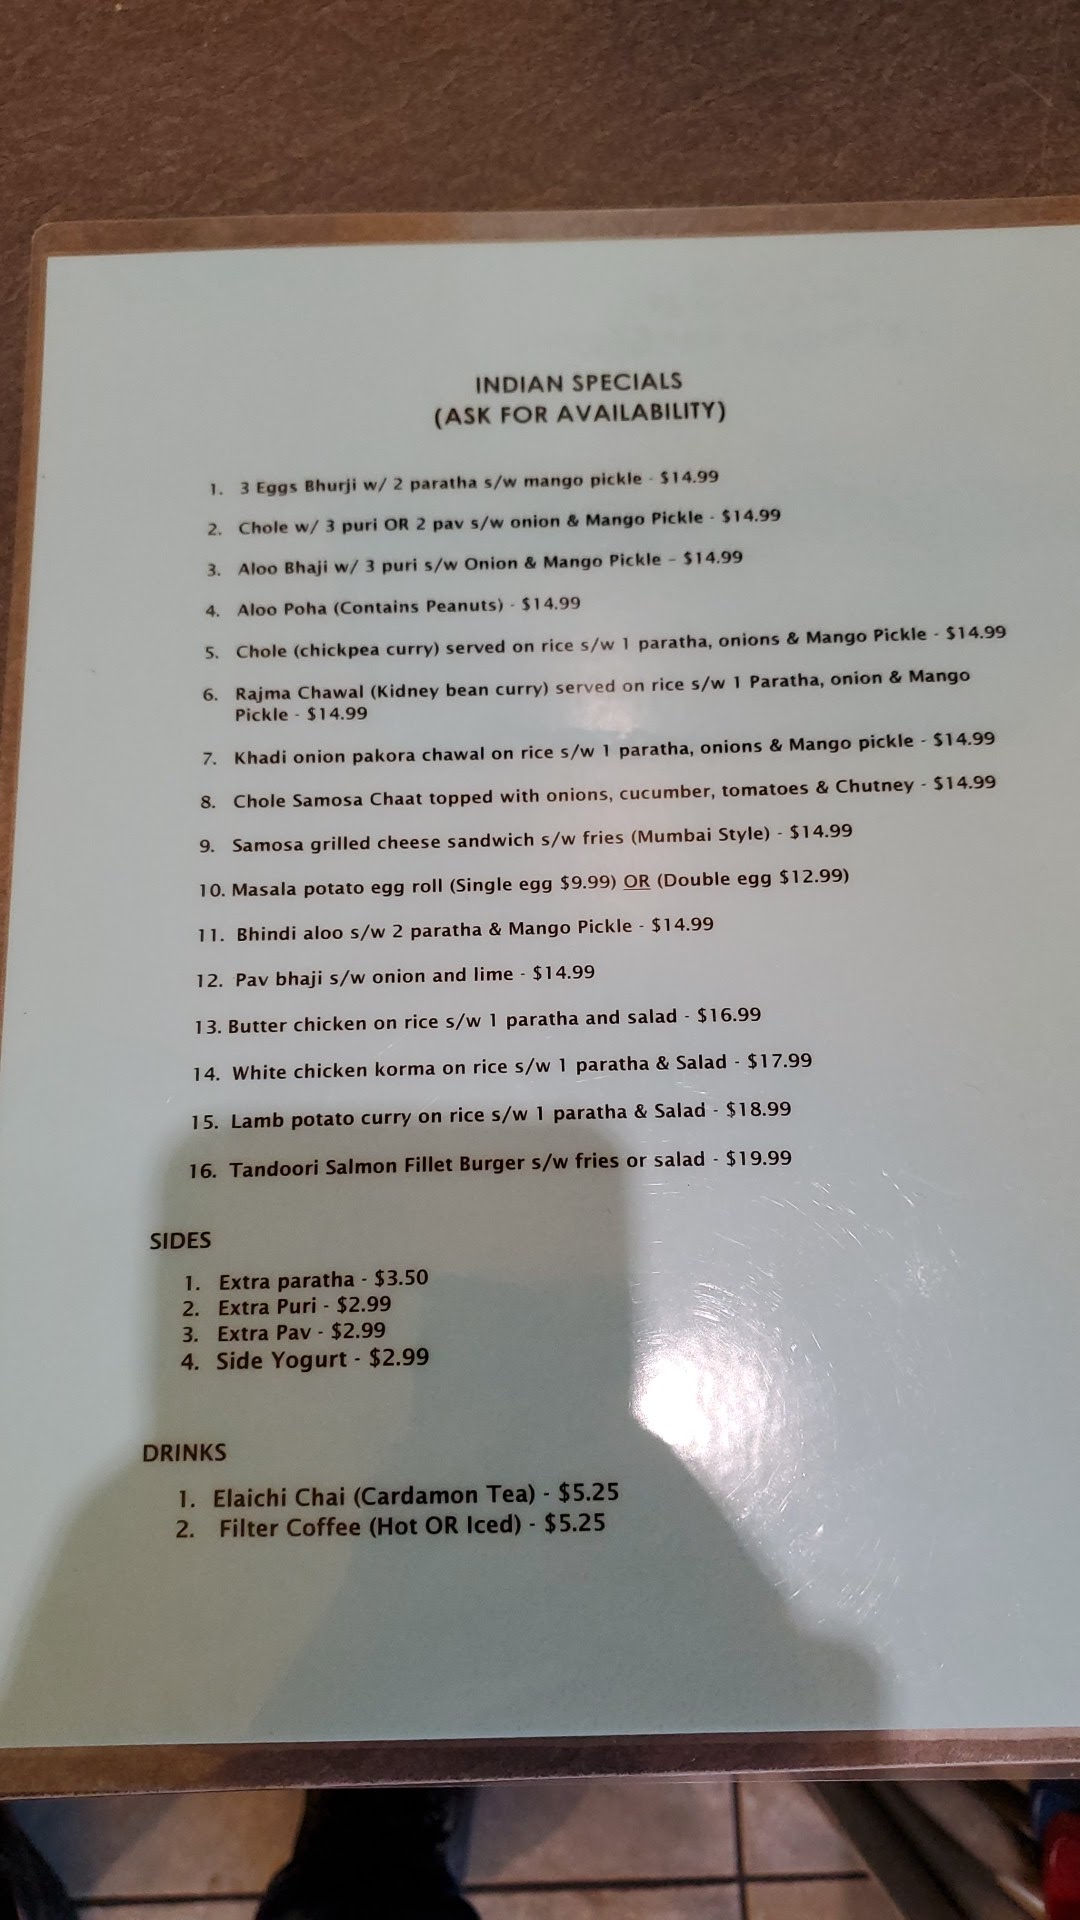 INDIAN SPECIALS
(ASK FOR AVAILABILITY)
1. 3 Eggs Bhurji w/ 2 paratha s/w mango pickle - $14.99
2. Chole w/ 3 puri OR 2 pav s/w onion & Mango Pickle - $14.99
3. Aloo Bhaji w/ 3 puri s/w Onion & Mango Pickle – $14.99
4. Aloo Poha (Contains Peanuts) - $14.99
5. Chole (chickpea curry) served on rice s/w 1 paratha, onions & Mango Pickle - $14.99
6. Rajma Chawal (Kidney bean curry) served on rice s/w 1 Paratha, onion & Mango
Pickle - $14.99
7. Khadi onion pakora chawal on rice s/w 1 paratha, onions & Mango pickle - $14.99
8. Chole Samosa Chaat topped with onions, cucumber, tomatoes & Chutney - $14.99
9. Samosa grilled cheese sandwich s/w fries (Mumbai Style) - $14.99
10. Masala potato egg roll (Single egg $9.99) OR (Double egg $12.99)
11. Bhindi aloo s/w 2 paratha & Mango Pickle - $14.99
12. Pav bhaji s/w onion and lime - $14.99
13. Butter chicken on rice s/w 1 paratha and salad - $16.99
14. White chicken korma on rice s/w 1 paratha & Salad - $17.99
15. Lamb potato curry on rice s/w 1 paratha & Salad - $18.99
16. Tandoori Salmon Fillet Burger s/w fries or salad - $19.99
SIDES
1. Extra paratha - $3.50
2. Extra Puri - $2.99
3. Extra Pav - $2.99
4. Side Yogurt - $2.99
DRINKS
1. Elaichi Chai (Cardamon Tea) - $5.25
2. Filter Coffee (Hot OR Iced) - $5.25